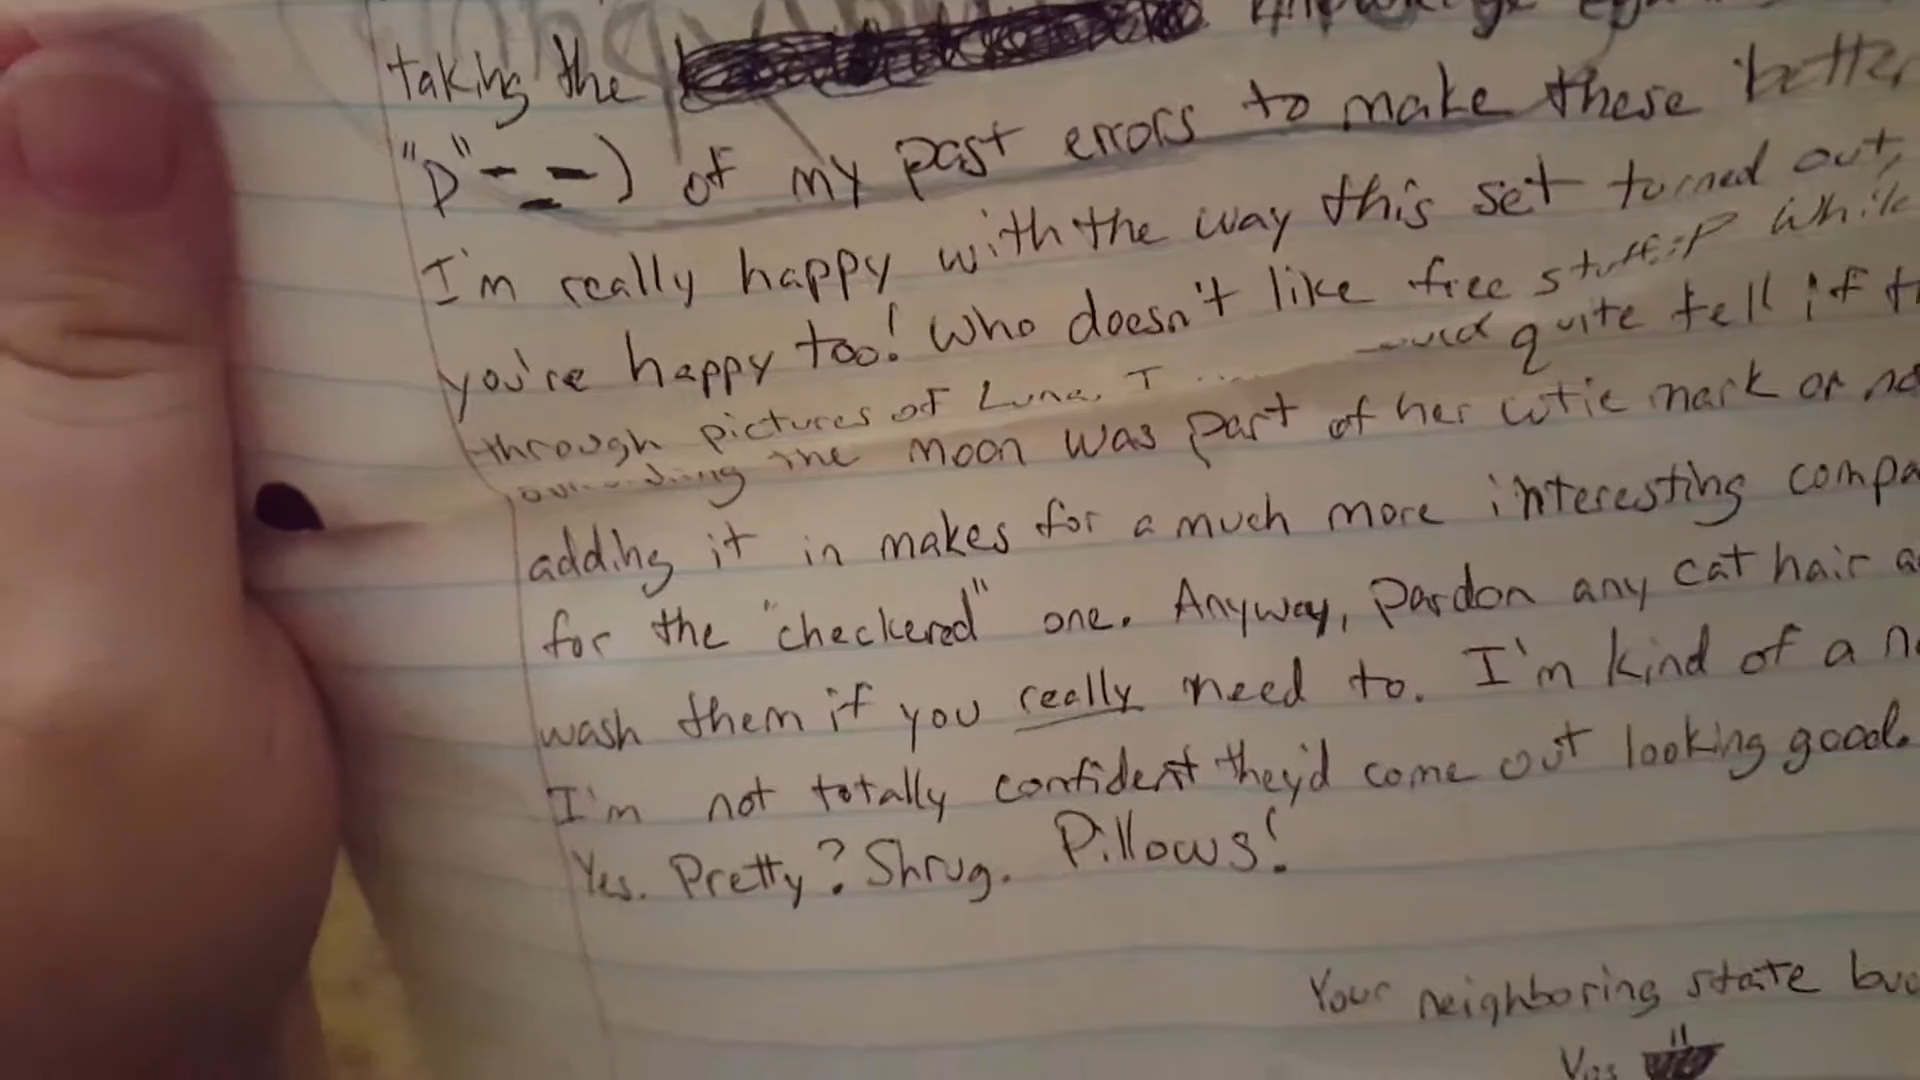 taking the
"D"---) of my past errors to make these better
I'm really happy with the way this set turned out,
you're happy too! Who doesn't like free stuff :P While
through pictures of Luna, I quite tell if
the moon was part of her cutie mark or
adding it in makes for a much more interesting
for the "checkered" one. Anyway, pardon any cat hair
wash them if you really need to. I'm kind of a
I'm not totally confident they'd come out looking good.
Yes. Pretty? Shrug. Pillows!
Your neighboring state